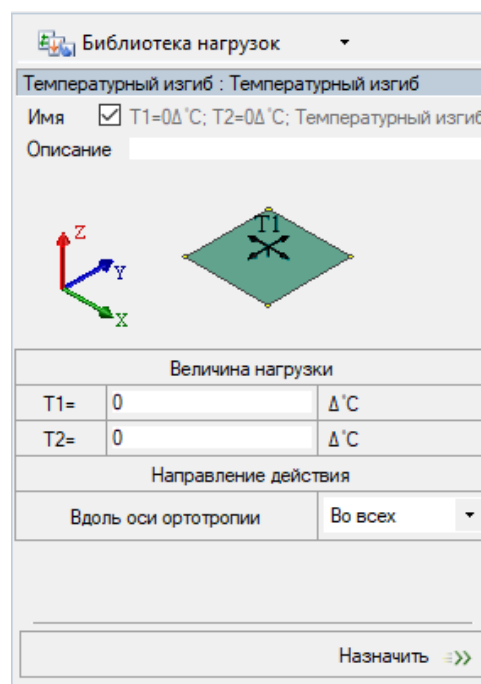 Библиотека нагрузок
Температурный изгиб : Температурный изгиб
Имя T1=0Δ°C; T2=0Δ°C; Температурный изгиб
Описание
T1
Z
Y
X
Величина нагрузки
T1= 0 Δ°C
T2= 0 Δ°C
Направление действия
Вдоль оси ортотропии Во всех
Назначить